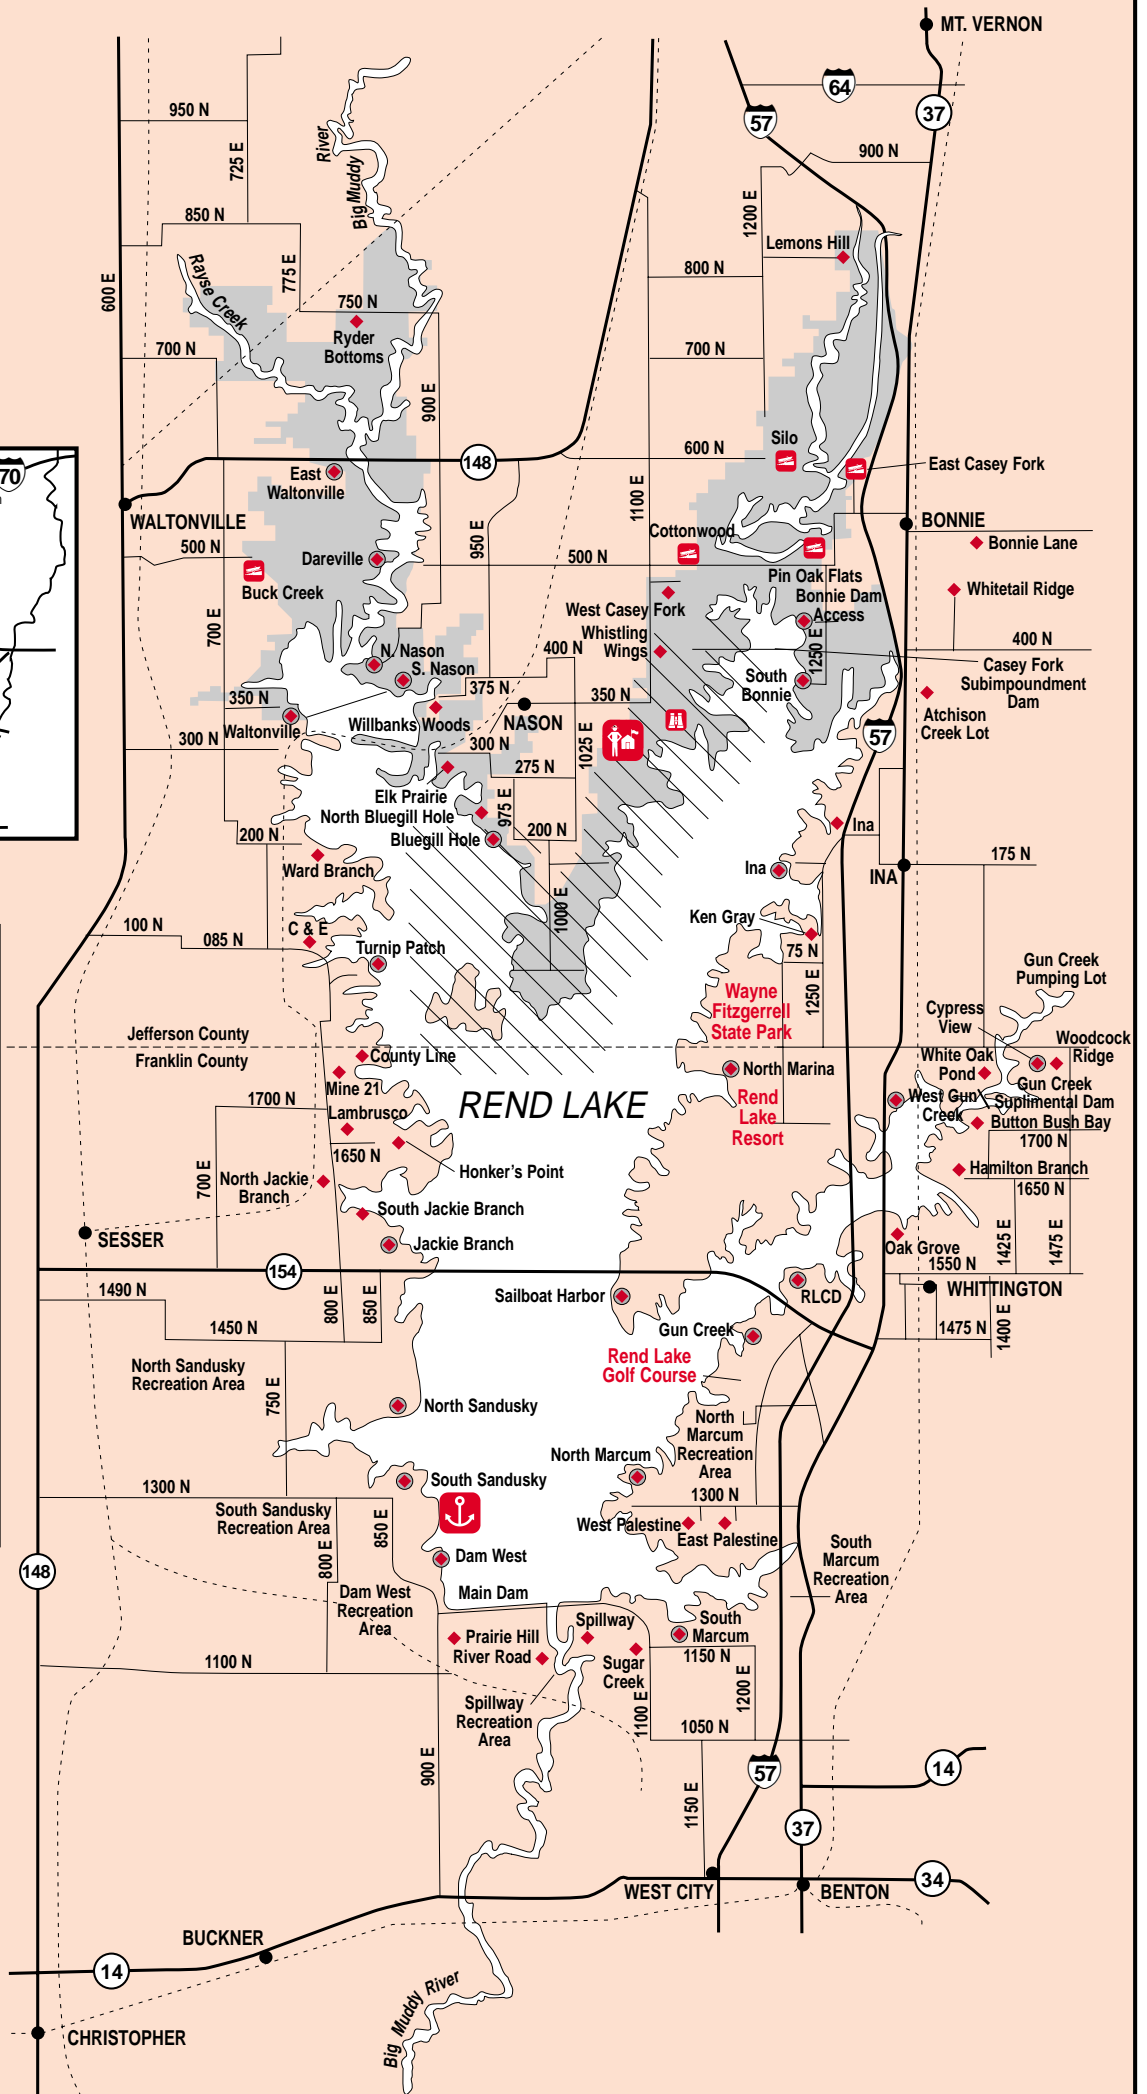 MT. VERNON
64
57
37
950 N
725 E
River
Big Muddy
900 N
850 N
1200 E
Lemons Hill
775 E
Rayse Creek
600 E
800 N
750 N
Ryder
Bottoms
700 N
700 N
900 E
Silo
600 N
148
East Casey Fork
70
East
Waltonville
1100 E
WALTONVILLE
BONNIE
Cottonwood
950 E
Bonnie Lane
500 N
Dareville
500 N
Buck Creek
Pin Oak Flats
Bonnie Dam
Access
Whitetail Ridge
West Casey Fork
700 E
Whistling
Wings
1250 E
400 N
N. Nason
400 N
S. Nason
Casey Fork
Subimpoundment
Dam
375 N
South
Bonnie
350 N
350 N
Waltonville
Willbanks Woods
NASON
Atchison
Creek Lot
57
300 N
300 N
1025 E
275 N
Elk Prairie
975 E
North Bluegill Hole
Ina
200 N
200 N
Bluegill Hole
175 N
Ward Branch
Ina
INA
1000 E
Ken Gray
100 N
C & E
085 N
Turnip Patch
75 N
Gun Creek
Pumping Lot
Wayne
Fitzgerrell
State Park
1250 E
Cypress
View
Jefferson County
Woodcock
Ridge
Franklin County
County Line
White Oak
Pond
North Marina
Mine 21
Gun Creek
Suplimental Dam
REND LAKE
Rend
Lake
Resort
West Gun
Creek
1700 N
Lambrusco
Button Bush Bay
1700 N
1650 N
Honker's Point
Hamilton Branch
700 E
North Jackie
Branch
1650 N
South Jackie Branch
SESSER
Jackie Branch
Oak Grove
1425 E
1475 E
1550 N
154
1490 N
WHITTINGTON
Sailboat Harbor
RLCD
800 E
850 E
1450 N
Gun Creek
1475 N
1400 E
North Sandusky
Recreation Area
Rend Lake
Golf Course
750 E
North Sandusky
North
Marcum
Recreation
Area
North Marcum
South Sandusky
1300 N
1300 N
South Sandusky
Recreation Area
West Palestine
East Palestine
850 E
800 E
South
Marcum
Recreation
Area
148
Dam West
Dam West
Recreation
Area
Main Dam
Spillway
South
Marcum
Prairie Hill
River Road
1150 N
1100 N
Sugar
Creek
Spillway
Recreation
Area
1100 E
1200 E
1050 N
900 E
57
14
1150 E
37
WEST CITY
34
BENTON
BUCKNER
14
Big Muddy River
CHRISTOPHER